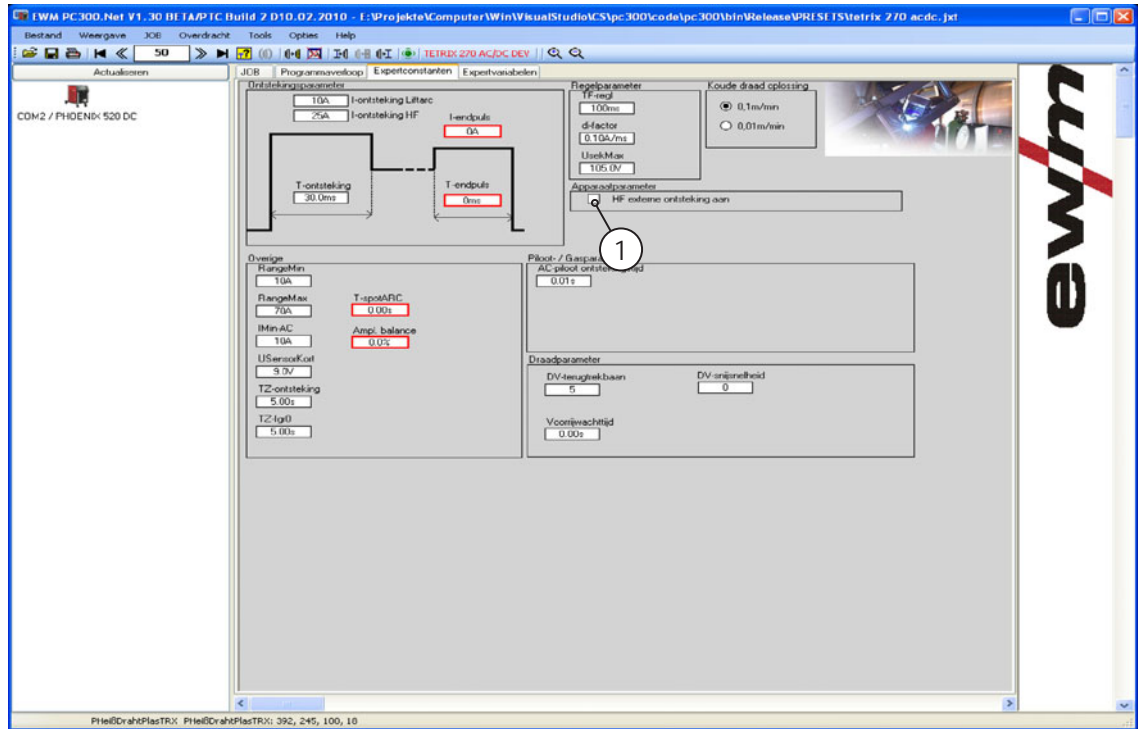 EWM PC300.Net V1.30 BETA/PTC Build 2 D10.02.2010 - E:\Projekte\Computer\Win\VisualStudio\CS\pc300\code\pc300\bin\Release\PRESETS\tetrix 270 acdc.jxt
Bestand Weergave JOB Overdracht Tools Opties Help
50 TETRIX 270 AC/DC DEV
Actualiseren
COM2 / PHOENIX 520 DC
JOB Programmaverloop Expertconstanten Expertvariabelen
Ontstekingsparameter
10A I-ontsteking Liftarc
25A I-ontsteking HF
I-endpuls
0A
T-ontsteking
30.0ms
T-endpuls
0ms
Regelparameter
TF-regl
100ms
d-factor
0.10A/ms
UsekMax
105.0V
Koude draad oplossing
0,1m/min
0,01m/min
Apparaatparameter
HF externe ontsteking aan
1
Overige
RangeMin
10A
RangeMax
70A
T-spotARC
0.00s
IMin-AC
10A
Ampl. balance
0.0%
USensorKort
9.0V
TZ-ontsteking
5.00s
TZ-Igr0
5.00s
Piloot- / Gaspara
AC-piloot ontste
0.01s
Draadparameter
DV-terugtrekbaan
5
DV-snijsnelheid
0
Voorrijwachttijd
0.00s
ewm
PHeißDrahtPlasTRX PHeißDrahtPlasTRX: 392, 245, 100, 18